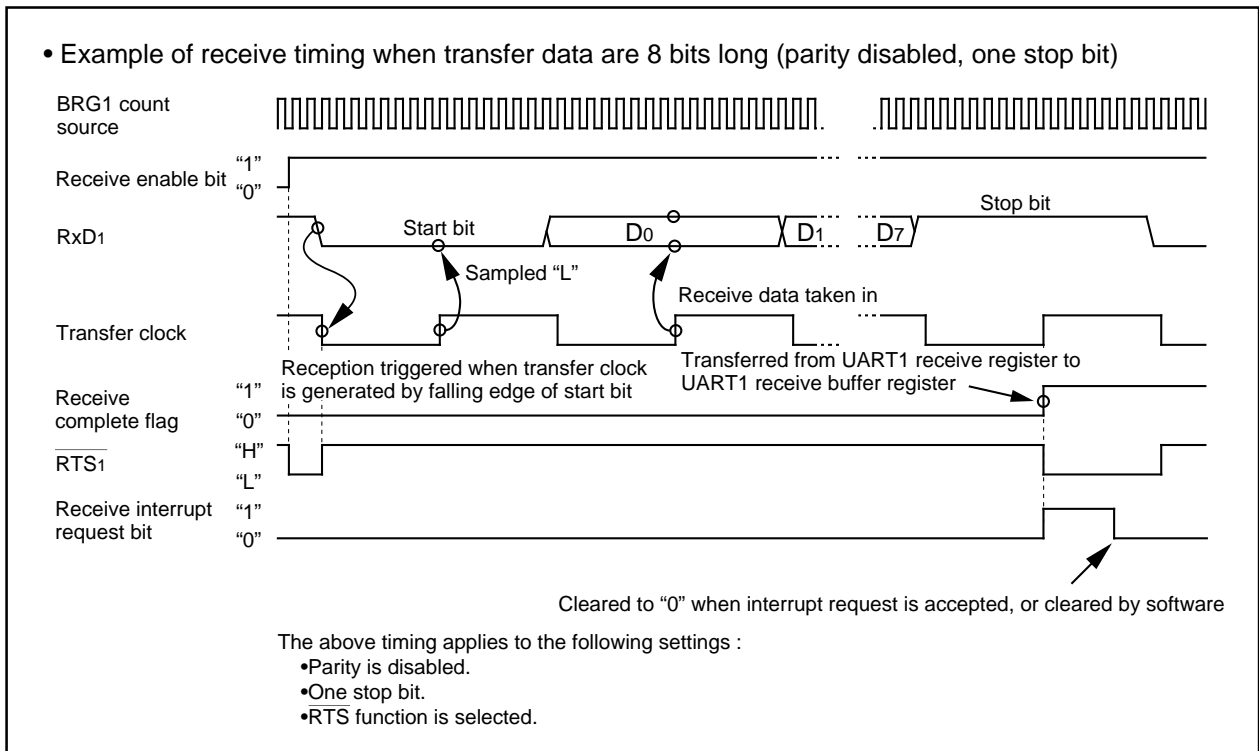 • Example of receive timing when transfer data are 8 bits long (parity disabled, one stop bit)
BRG1 count
source
Receive enable bit
“1”
“0”
RxD1
Start bit
D0
D1
D7
Stop bit
Sampled “L”
Receive data taken in
Transfer clock
Reception triggered when transfer clock
is generated by falling edge of start bit
Transferred from UART1 receive register to
UART1 receive buffer register
Receive
complete flag
“1”
“0”
RTS1
“H”
“L”
Receive interrupt
request bit
“1”
“0”
Cleared to “0” when interrupt request is accepted, or cleared by software
The above timing applies to the following settings :
•Parity is disabled.
•One stop bit.
•RTS function is selected.